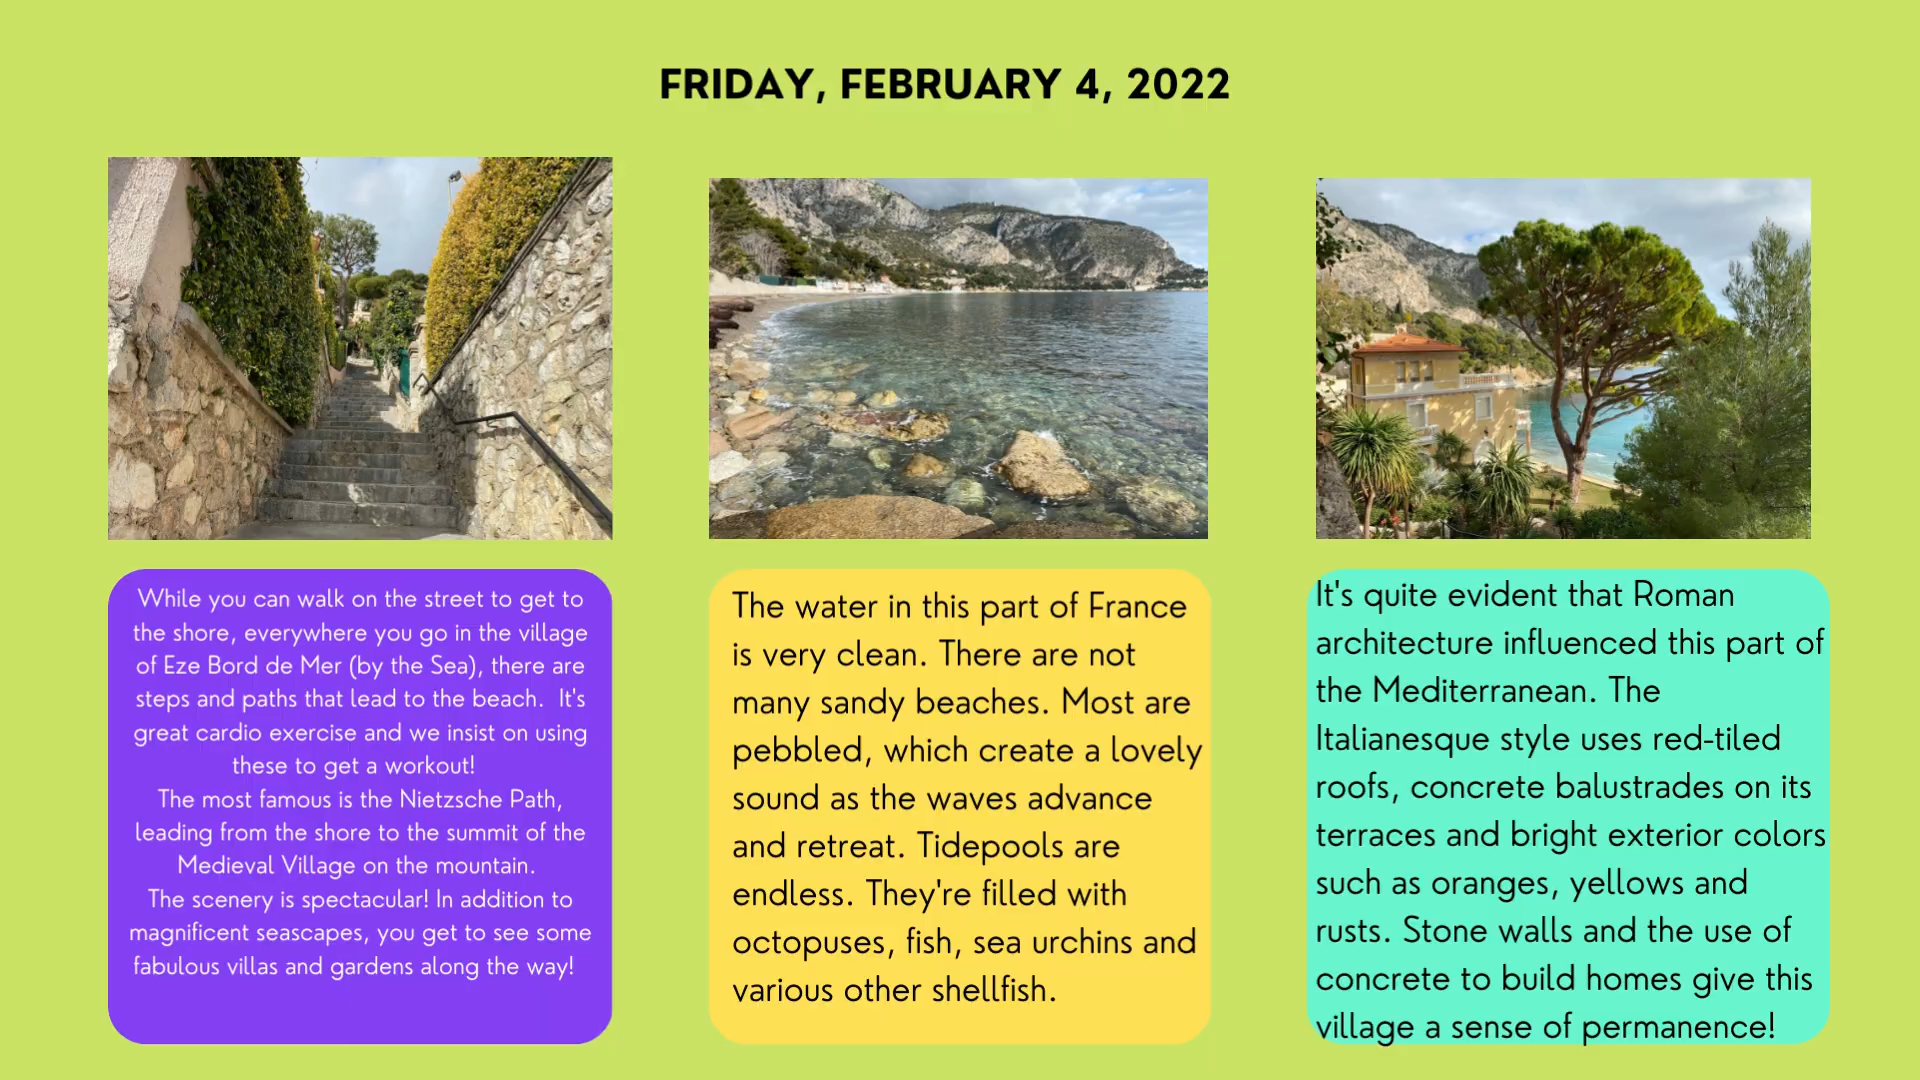 FRIDAY, FEBRUARY 4, 2022
While you can walk on the street to get to
the shore, everywhere you go in the village
of Eze Bord de Mer (by the Sea), there are
steps and paths that lead to the beach. It's
great cardio exercise and we insist on using
these to get a workout!
The most famous is the Nietzsche Path,
leading from the shore to the summit of the
Medieval Village on the mountain.
The scenery is spectacular! In addition to
magnificent seascapes, you get to see some
fabulous villas and gardens along the way!
The water in this part of France
is very clean. There are not
many sandy beaches. Most are
pebbled, which create a lovely
sound as the waves advance
and retreat. Tidepools are
endless. They're filled with
octopuses, fish, sea urchins and
various other shellfish.
It's quite evident that Roman
architecture influenced this part of
the Mediterranean. The
Italianesque style uses red-tiled
roofs, concrete balustrades on its
terraces and bright exterior colors
such as oranges, yellows and
rusts. Stone walls and the use of
concrete to build homes give this
village a sense of permanence!